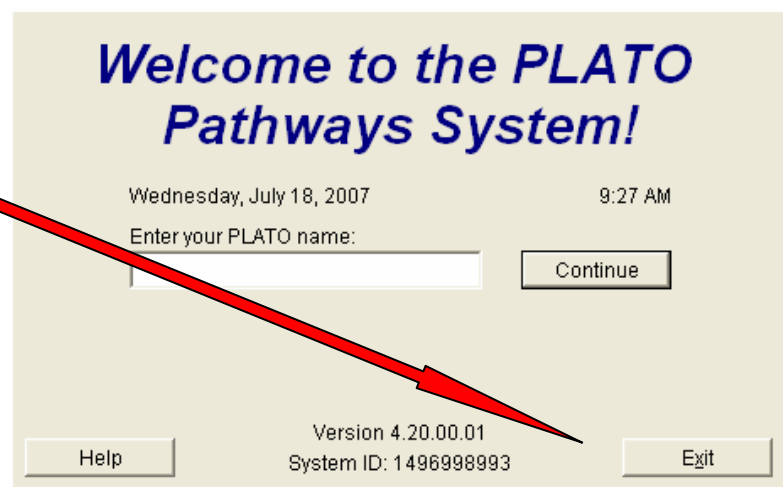 Welcome to the PLATO
Pathways System!
Wednesday, July 18, 2007 9:27 AM
Enter your PLATO name:
Continue
Version 4.20.00.01
Help System ID: 1496998993 Exit